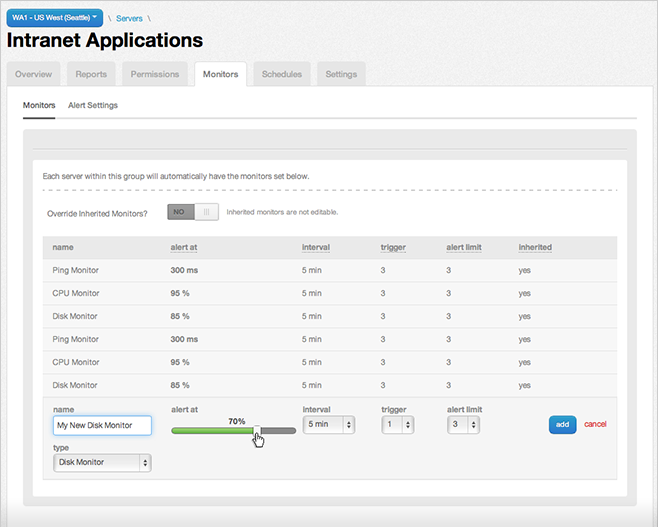 WA1 - US West (Seattle) \ Servers \
Intranet Applications
Overview Reports Permissions Monitors Schedules Settings
Monitors Alert Settings
Each server within this group will automatically have the monitors set below.
Override Inherited Monitors? NO Inherited monitors are not editable.
name alert at interval trigger alert limit inherited
Ping Monitor 300 ms 5 min 3 3 yes
CPU Monitor 95 % 5 min 3 3 yes
Disk Monitor 85 % 5 min 3 3 yes
Ping Monitor 300 ms 5 min 3 3 yes
CPU Monitor 95 % 5 min 3 3 yes
Disk Monitor 85 % 5 min 3 3 yes
name alert at interval trigger alert limit
My New Disk Monitor 70% 5 min 1 3 add cancel
type
Disk Monitor